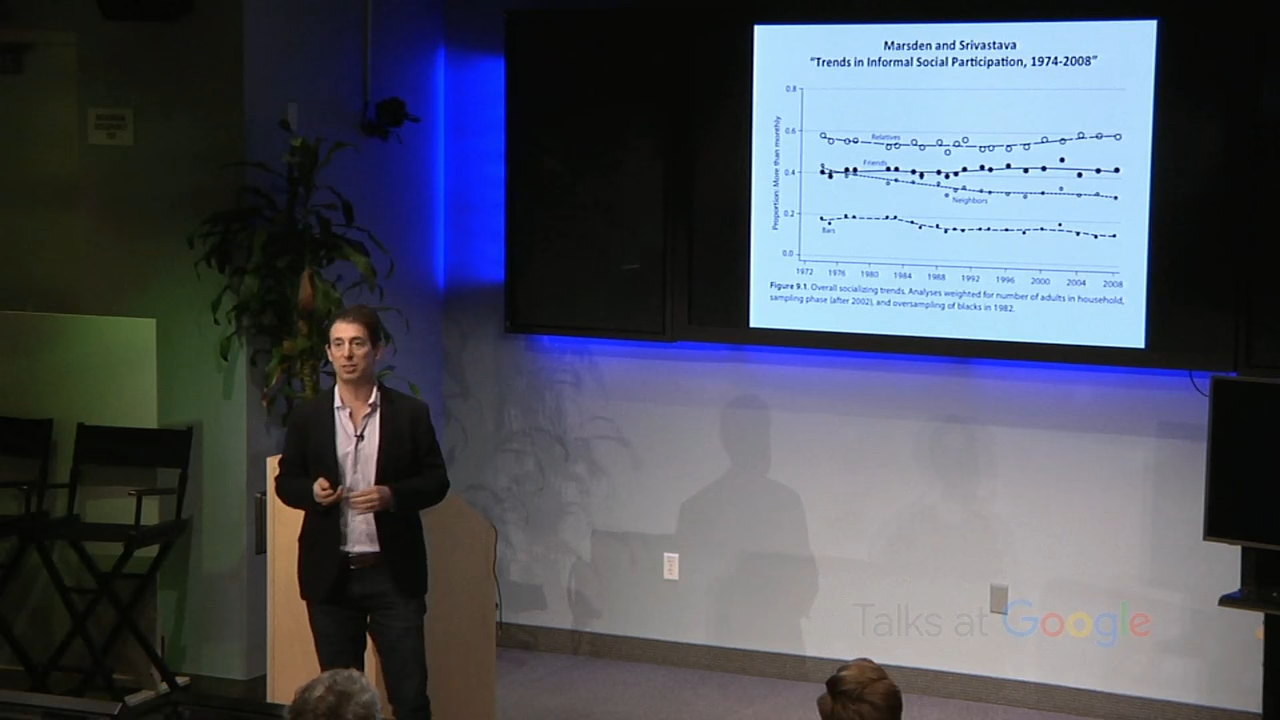 Marsden and Srivastava
“Trends in Informal Social Participation, 1974-2008”
Proportion: More than monthly
0.8
0.6
0.4
0.2
0.0
Relatives
Friends
Neighbors
Bars
1972 1976 1980 1984 1988 1992 1996 2000 2004 2008
Figure 9.1. Overall socializing trends. Analyses weighted for number of adults in household,
sampling phase (after 2002), and oversampling of blacks in 1982.
Talks at Google